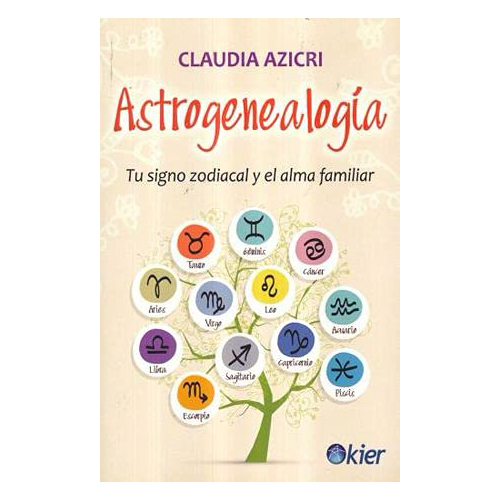 CLAUDIA AZICRI
Astrogenealogía
Tu signo zodiacal y el alma familiar
Tauro
Géminis
Cáncer
Aries
Virgo
Leo
Acuario
Libra
Sagitario
Capricornio
Piscis
Escorpio
kier